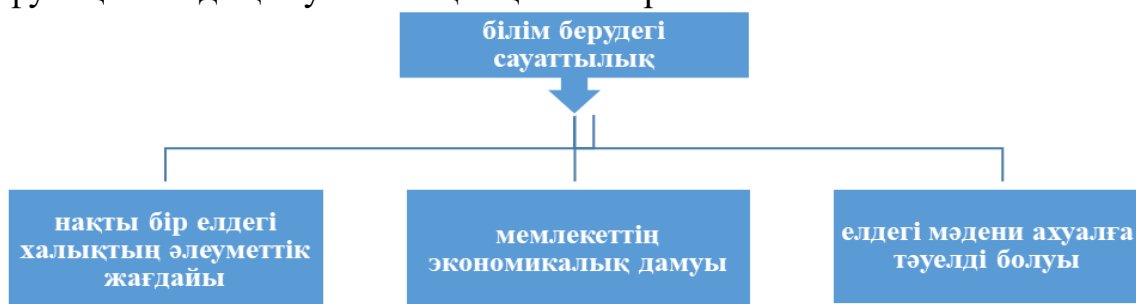 білім берудегі
сауаттылық
нақты бір елдегі
халықтың әлеуметтік
жағдайы
мемлекеттің
экономикалық дамуы
елдегі мәдени ахуалға
тәуелді болуы